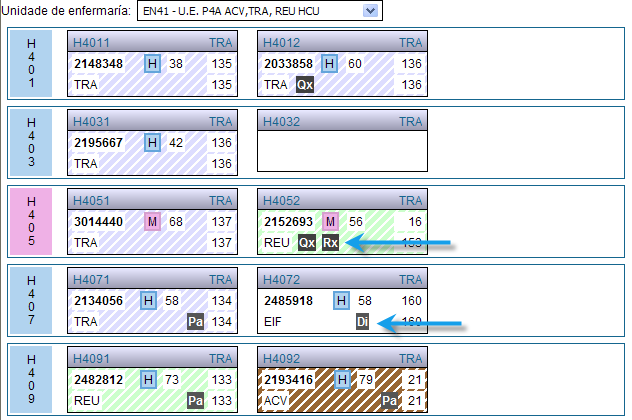 Unidade de enfermaría: EN41 - U.E. P4A ACV,TRA, REU HCU
H401
H4011 TRA
2148348 H 38 135
TRA 135
H4012 TRA
2033858 H 60 136
TRA Qx 136
H403
H4031 TRA
2195667 H 42 136
TRA 136
H4032 TRA
H405
H4051 TRA
3014440 M 68 137
TRA 137
H4052 TRA
2152693 M 56 16
REU Qx Rx
H407
H4071 TRA
2134056 H 58 134
TRA Pa 134
H4072 TRA
2485918 H 58 160
EIF Di
H409
H4091 TRA
2482812 H 73 133
REU Pa 133
H4092 TRA
2193416 H 79 21
ACV Pa 21